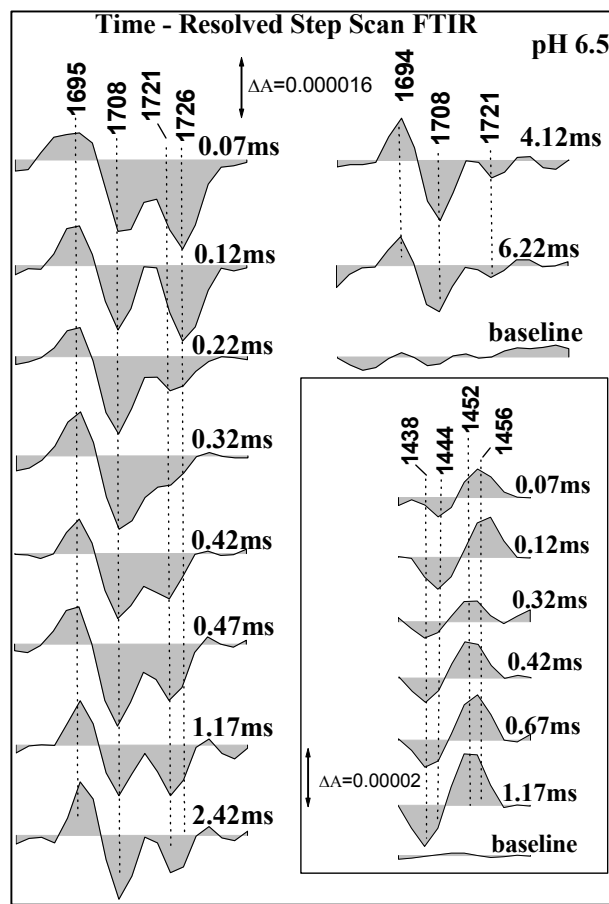 Time - Resolved Step Scan FTIR
pH 6.5
ΔA=0.000016
1695
1708
1721
1726
0.07ms
0.12ms
0.22ms
0.32ms
0.42ms
0.47ms
1.17ms
2.42ms
1694
1708
1721
4.12ms
6.22ms
baseline
1438
1444
1452
1456
0.07ms
0.12ms
0.32ms
0.42ms
0.67ms
1.17ms
ΔA=0.00002
baseline